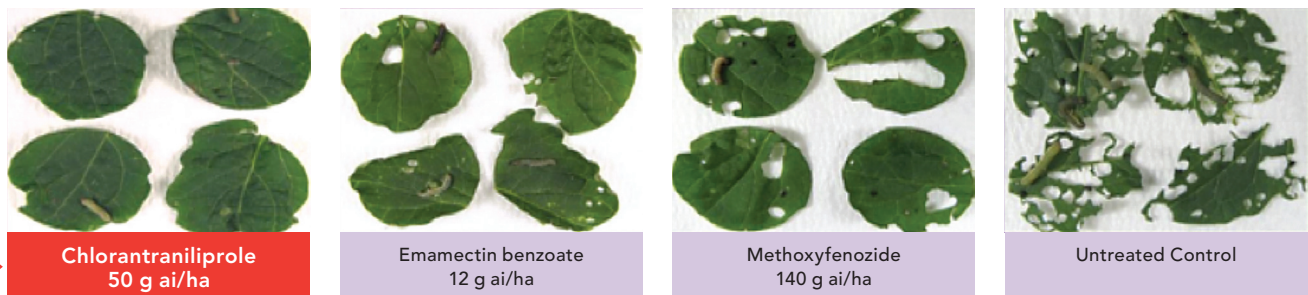 Chlorantraniliprole
50 g ai/ha
Emamectin benzoate
12 g ai/ha
Methoxyfenozide
140 g ai/ha
Untreated Control